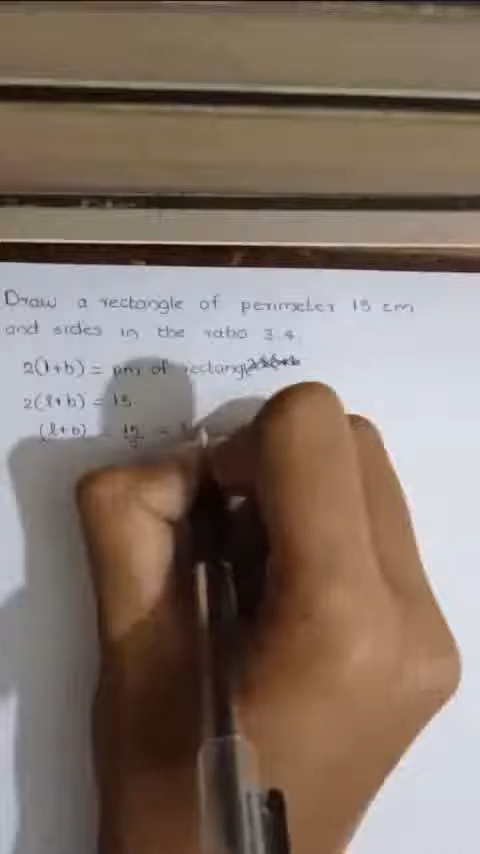 Draw a rectangle of perimeter 15 cm
and sides in the ratio 3:4.
2(l+b) = pm of rectangle
2(l+b) = 15
(l+b) = 15/2 =